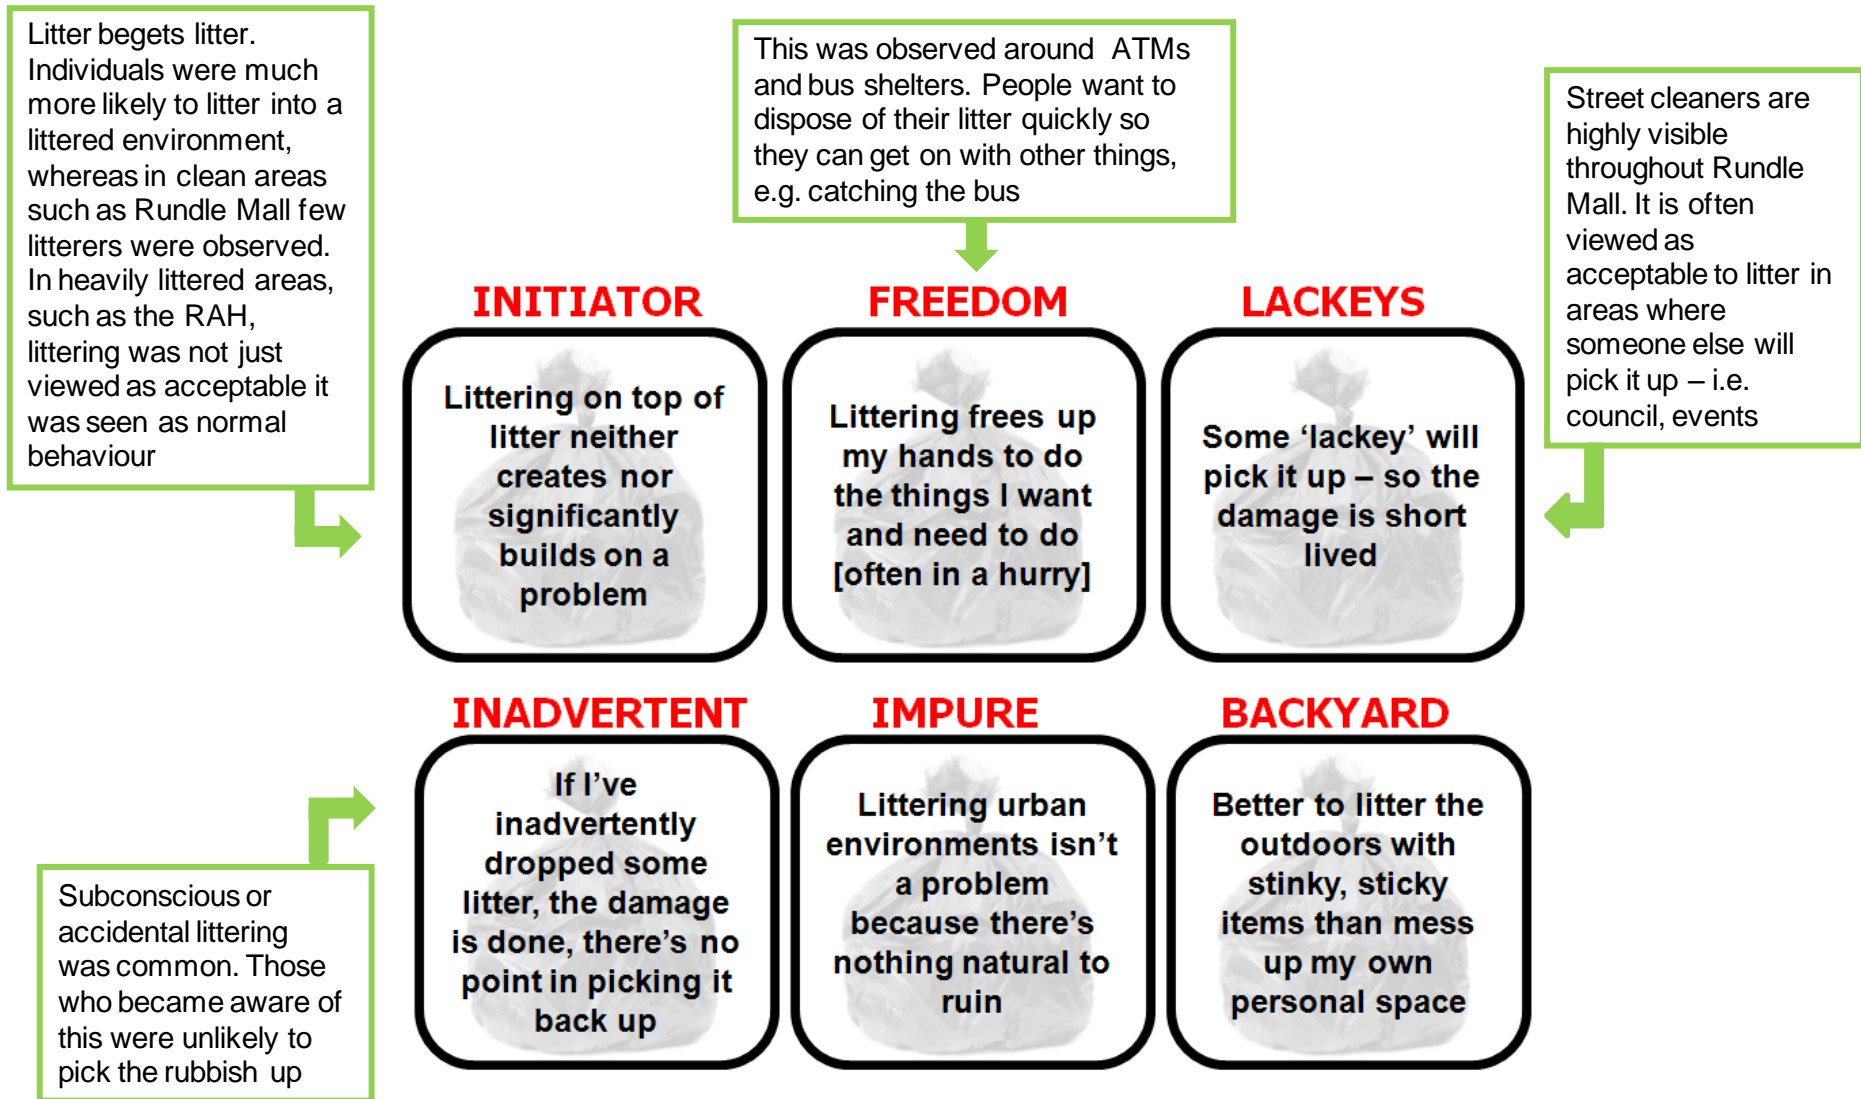 Litter begets litter.
Individuals were much
more likely to litter into a
littered environment,
whereas in clean areas
such as Rundle Mall few
litterers were observed.
In heavily littered areas,
such as the RAH,
littering was not just
viewed as acceptable it
was seen as normal
behaviour
This was observed around ATMs
and bus shelters. People want to
dispose of their litter quickly so
they can get on with other things,
e.g. catching the bus
Street cleaners are
highly visible
throughout Rundle
Mall. It is often
viewed as
acceptable to litter in
areas where
someone else will
pick it up – i.e.
council, events
INITIATOR
Littering on top of
litter neither
creates nor
significantly
builds on a
problem
FREEDOM
Littering frees up
my hands to do
the things I want
and need to do
[often in a hurry]
LACKEYS
Some ‘lackey’ will
pick it up – so the
damage is short
lived
INADVERTENT
If I’ve
inadvertently
dropped some
litter, the damage
is done, there’s no
point in picking it
back up
IMPURE
Littering urban
environments isn’t
a problem
because there’s
nothing natural to
ruin
BACKYARD
Better to litter the
outdoors with
stinky, sticky
items than mess
up my own
personal space
Subconscious or
accidental littering
was common. Those
who became aware of
this were unlikely to
pick the rubbish up